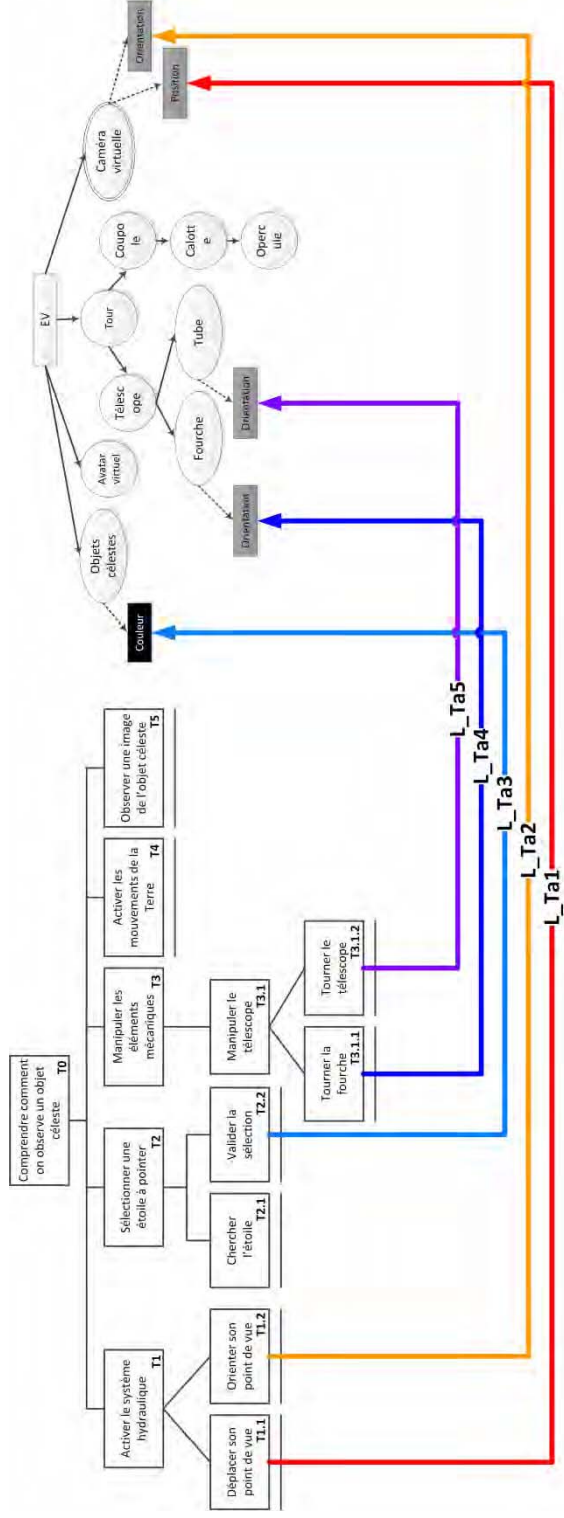 Comprendre comment
on observe un objet
céleste
T0
Activer le système
hydraulique
T1
Sélectionner une
étoile à pointer
T2
Manipuler les
éléments
mécaniques
T3
Activer les
mouvements de la
Terre
T4
Observer une image
de l'objet céleste
T5
Déplacer son
point de vue
T1.1
Orienter son
point de vue
T1.2
Chercher
l'étoile
T2.1
Valider la
sélection
T2.2
Manipuler le
télescope
T3.1
Tourner la
fourche
T3.1.1
Tourner le
télescope
T3.1.2
EV
Objets
célestes
Avatar
virtuel
Tour
Caméra
virtuelle
Télesc
ope
Coupo
le
Fourche
Tube
Calott
e
Operc
ule
Couleur
Orientation
Orientation
Position
Orientation
L_Ta5
L_Ta4
L_Ta3
L_Ta2
L_Ta1